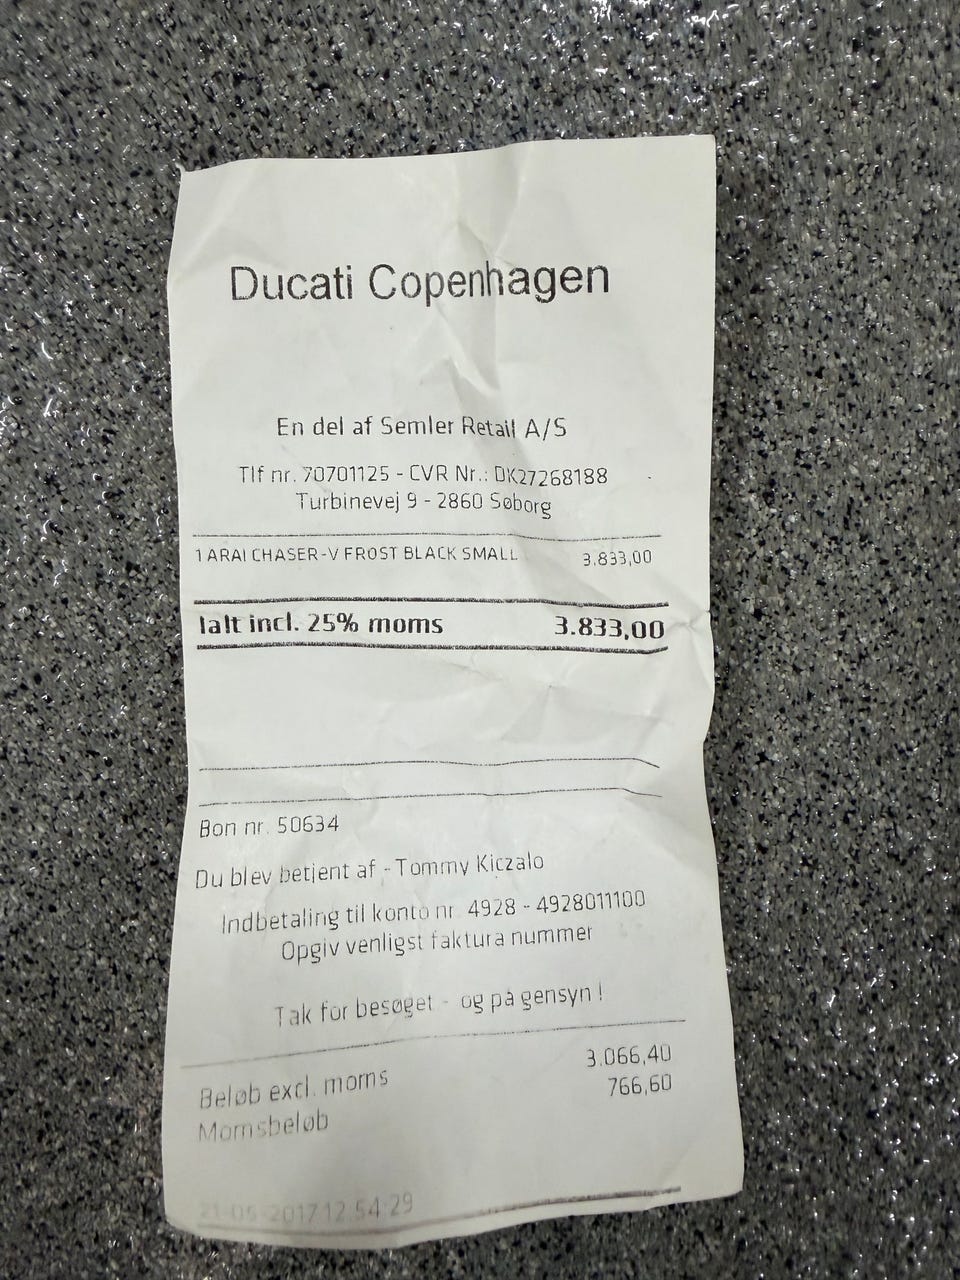 Ducati Copenhagen
En del af Semler Retail A/S
Tlf nr. 70701125 - CVR Nr.: DK27268188
Turbinevej 9 - 2860 Søborg
1 ARAI CHASER-V FROST BLACK SMALL 3.833,00
Ialt incl. 25% moms 3.833,00
Bon nr. 50634
Du blev betjent af - Tommy Kiczalo
Indbetaling til konto nr. 4928 - 4928011100
Opgiv venligst faktura nummer
Tak for besøget - og på gensyn !
Beløb excl. moms 3.066,40
Momsbeløb 766,60
2017 12:54:29